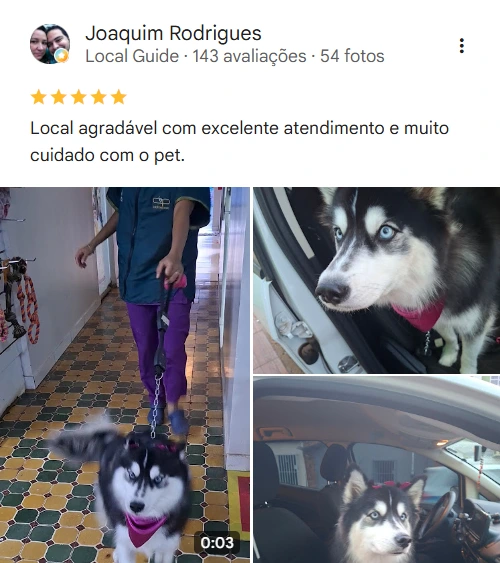 Joaquim Rodrigues
Local Guide · 143 avaliações · 54 fotos
Local agradável com excelente atendimento e muito
cuidado com o pet.
0:03